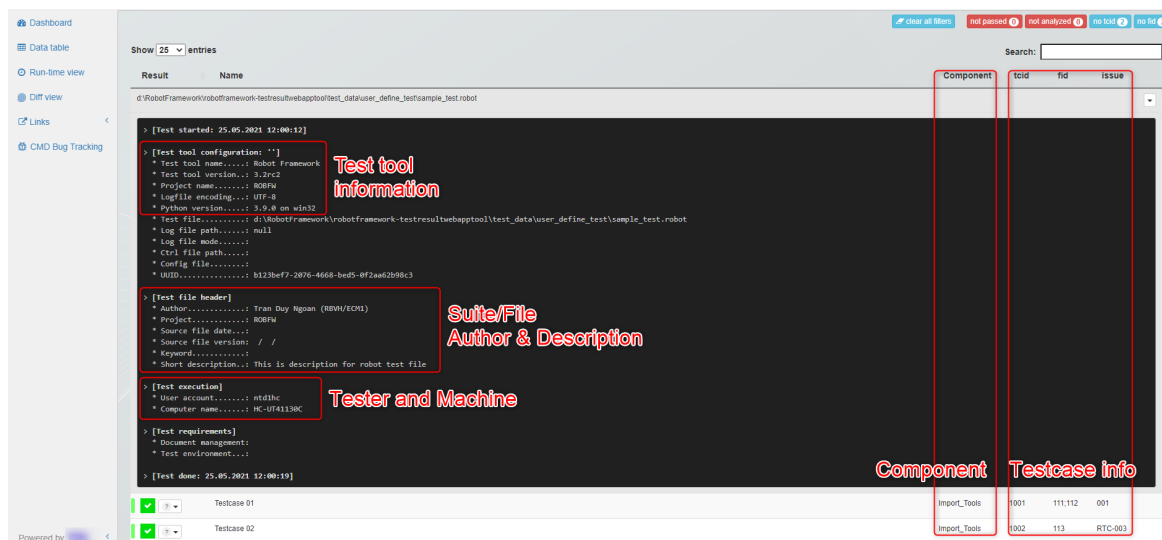 Dashboard
Data table
Run-time view
Diff view
Links
CMD Bug Tracking
Powered by
clear all filters
not passed 0
not analyzed 0
no tcid 2
no fid
Show 25 entries
Search:
Result Name Component tcid fid issue
d:\RobotFramework\robotframework-testresultwebapptool\test_data\user_define_test\sample_test.robot
> [Test started: 25.05.2021 12:00:12]
> [Test tool configuration: '']
* Test tool name.....: Robot Framework
* Test tool version..: 3.2rc2
* Project name.......: ROBFW
* Logfile encoding...: UTF-8
* Python version.....: 3.9.0 on win32
* Test file..........: d:\RobotFramework\robotframework-testresultwebapptool\test_data\user_define_test\sample_test.robot
* Log file path......: null
* Log file mode......:
* Ctrl file path.....:
* Config file........:
* UUID...............: b123bef7-2076-4668-bed5-0f2aa62b98c3
Test tool
information
> [Test file header]
* Author.............: Tran Duy Ngoan (RBVH/ECM1)
* Project............: ROBFW
* Source file date...:
* Source file version: / /
* Keyword............:
* Short description..: This is description for robot test file
Suite/File
Author & Description
> [Test execution]
* User account.......: ntd1hc
* Computer name......: HC-UT41130C
Tester and Machine
> [Test requirements]
* Document management:
* Test environment...:
> [Test done: 25.05.2021 12:00:19]
Component Testcase info
? Testcase 01 Import_Tools 1001 111;112 001
? Testcase 02 Import_Tools 1002 113 RTC-003